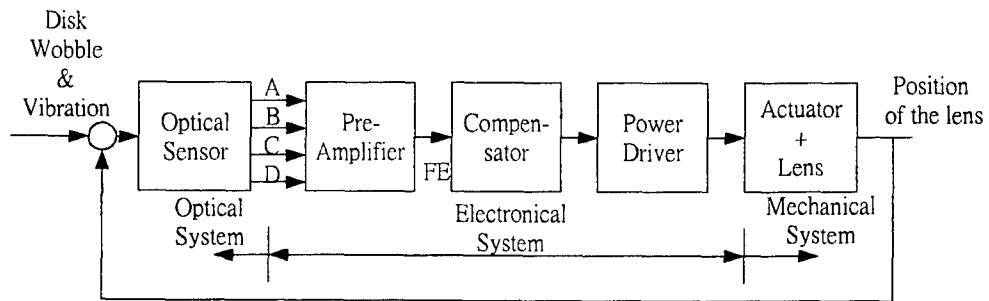 Disk
Wobble
&
Vibration
Optical
Sensor
A
B
C
D
Pre-
Amplifier
FE
Compen-
sator
Power
Driver
Actuator
+
Lens
Position
of the lens
Optical
System
Electronical
System
Mechanical
System